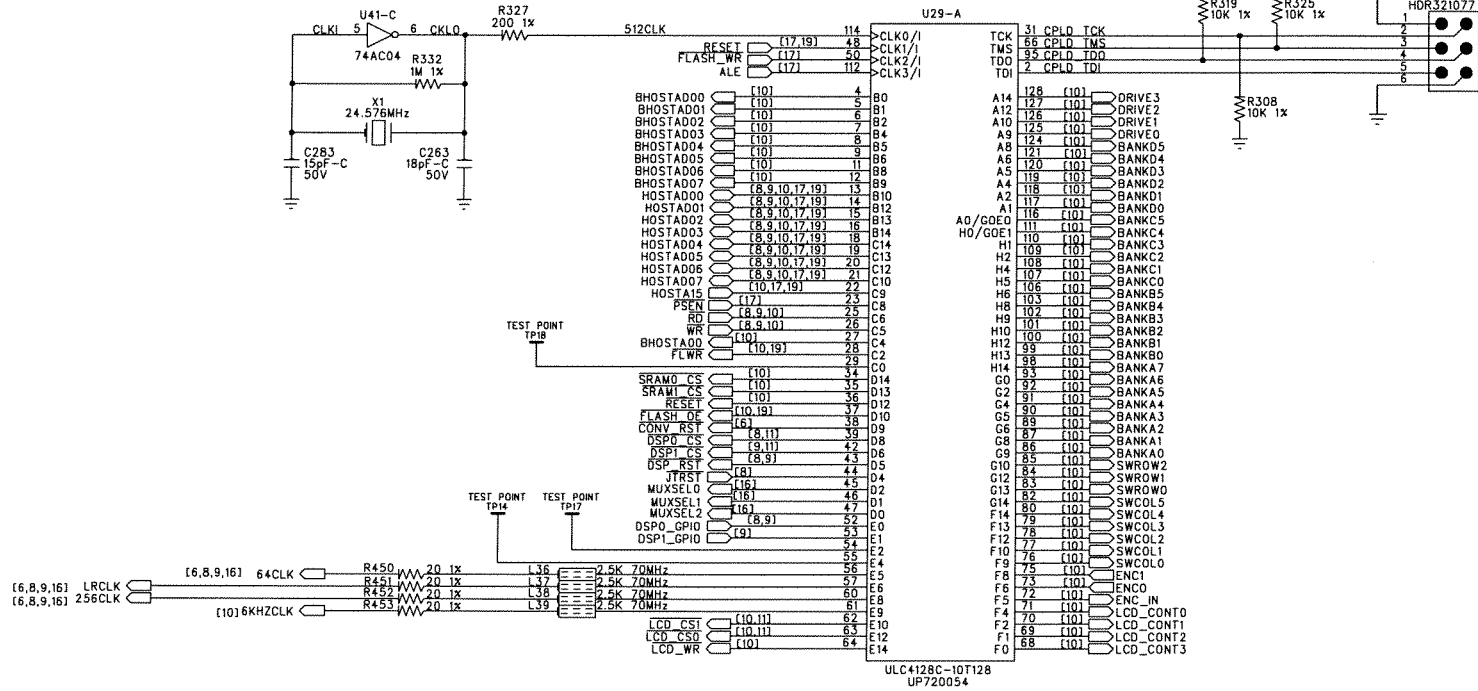 U41-C
CLKI 5 6 CKLO
74AC04
R327
200 1%
512CLK
R332
1M 1%
X1
24.576MHz
C283
15pF-C
50V
C263
18pF-C
50V
U29-A
114 >CLK0/I
RESET [17,19] 48 >CLK1/I
FLASH_WR [17] 50 >CLK2/I
ALE [17] 112 >CLK3/I
BHOSTAD00 [10] 4 B0
BHOSTAD01 [10] 5 B1
BHOSTAD02 [10] 6 B2
BHOSTAD03 [10] 7 B4
BHOSTAD04 [10] 8 B5
BHOSTAD05 [10] 9 B6
BHOSTAD06 [10] 11 B8
BHOSTAD07 [10] 12 B9
HOSTAD00 [8,9,10,17,19] 13 B10
HOSTAD01 [8,9,10,17,19] 14 B12
HOSTAD02 [8,9,10,17,19] 15 B13
HOSTAD03 [8,9,10,17,19] 16 B14
HOSTAD04 [8,9,10,17,19] 18 C14
HOSTAD05 [8,9,10,17,19] 19 C13
HOSTAD06 [8,9,10,17,19] 20 C12
HOSTAD07 [8,9,10,17,19] 21 C10
HOSTA15 [10,17,19] 22 C9
PSEN [17] 23 C8
RD [8,9,10] 25 C6
WR [8,9,10] 26 C5
BHOSTA00 [10] 27 C4
FLWR [10,19] 28 C2
TEST POINT
TP18
29 C0
SRAM0_CS [10] 34 D14
SRAM1_CS [10] 35 D13
RESET [10] 36 D12
FLASH_OE [10,19] 37 D10
CONV_RST [6] 38 D9
DSP0_CS [8,11] 39 D8
DSP1_CS [9,11] 42 D6
DSP_RST [8,9] 43 D5
JTRST [8] 44 D4
MUXSEL0 [16] 45 D2
MUXSEL1 [16] 46 D1
MUXSEL2 [16] 47 D0
DSP0_GPIO [8,9] 52 E0
DSP1_GPIO [9] 53 E1
TEST POINT
TP14
TEST POINT
TP17
54 E2
55 E4
[6,8,9,16] 64CLK R450 20 1% L36 2.5K 70MHz 56 E5
[6,8,9,16] LRCLK R451 20 1% L37 2.5K 70MHz 57 E6
[6,8,9,16] 256CLK R452 20 1% L38 2.5K 70MHz 60 E8
[10] 6KHZCLK R453 20 1% L39 2.5K 70MHz 61 E9
LCD_CS1 [10,11] 62 E10
LCD_CS0 [10,11] 63 E12
LCD_WR [10] 64 E14
ULC4128C-10T128
UP720054
TCK 31 CPLD_TCK
TMS 66 CPLD_TMS
TDO 95 CPLD_TDO
TDI 2 CPLD_TDI
R319
10K 1%
R325
10K 1%
R308
10K 1%
HDR321077
1
2
3
4
5
6
A14 128 [10] DRIVE3
A12 127 [10] DRIVE2
A10 126 [10] DRIVE1
A9 125 [10] DRIVE0
A8 124 [10] BANKD5
A6 121 [10] BANKD4
A5 120 [10] BANKD3
A4 119 [10] BANKD2
A2 118 [10] BANKD1
A1 117 [10] BANKD0
A0/GOE0 116 [10] BANKC5
H0/GOE1 111 [10] BANKC4
H1 110 [10] BANKC3
H2 109 [10] BANKC2
H4 108 [10] BANKC1
H5 107 [10] BANKC0
H6 106 [10] BANKB5
H8 103 [10] BANKB4
H9 102 [10] BANKB3
H10 101 [10] BANKB2
H12 100 [10] BANKB1
H13 99 [10] BANKB0
H14 98 [10] BANKA7
G0 93 [10] BANKA6
G2 92 [10] BANKA5
G4 91 [10] BANKA4
G5 90 [10] BANKA3
G6 89 [10] BANKA2
G8 87 [10] BANKA1
G9 86 [10] BANKA0
G10 85 [10] SWROW2
G12 84 [10] SWROW1
G13 83 [10] SWROW0
G14 82 [10] SWCOL5
F14 80 [10] SWCOL4
F13 79 [10] SWCOL3
F12 78 [10] SWCOL2
F10 77 [10] SWCOL1
F9 76 [10] SWCOL0
F8 75 [10] ENC1
F6 73 [10] ENC0
F5 72 [10] ENC_IN
F4 71 [10] LCD_CONT0
F2 70 [10] LCD_CONT1
F1 69 [10] LCD_CONT2
F0 68 [10] LCD_CONT3